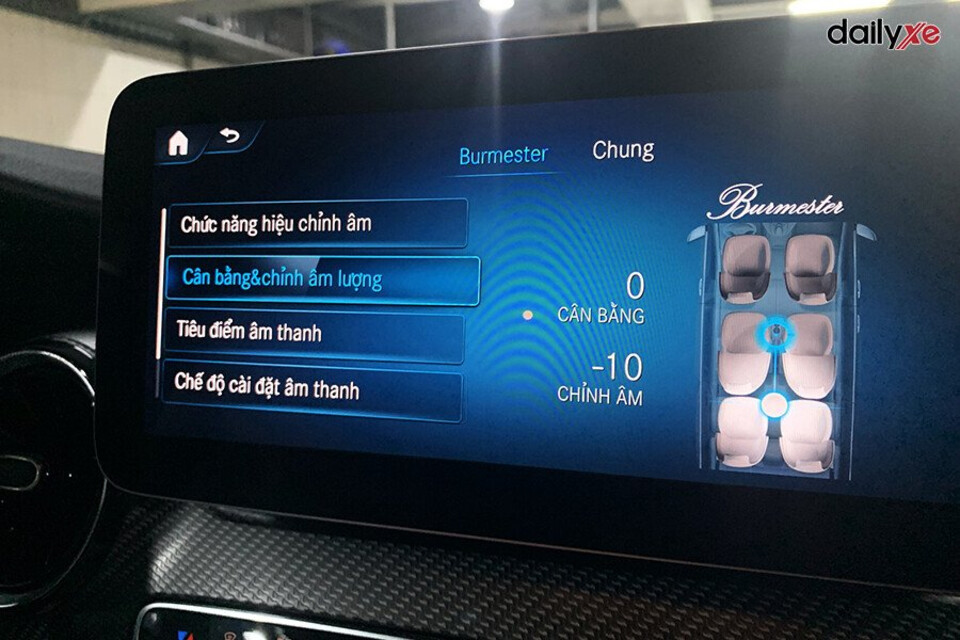 dailyxe
Burmester
Chung
Burmester
Chức năng hiệu chỉnh âm
Cân bằng&chỉnh âm lượng
Tiêu điểm âm thanh
Chế độ cài đặt âm thanh
0
CÂN BẰNG
-10
CHỈNH ÂM